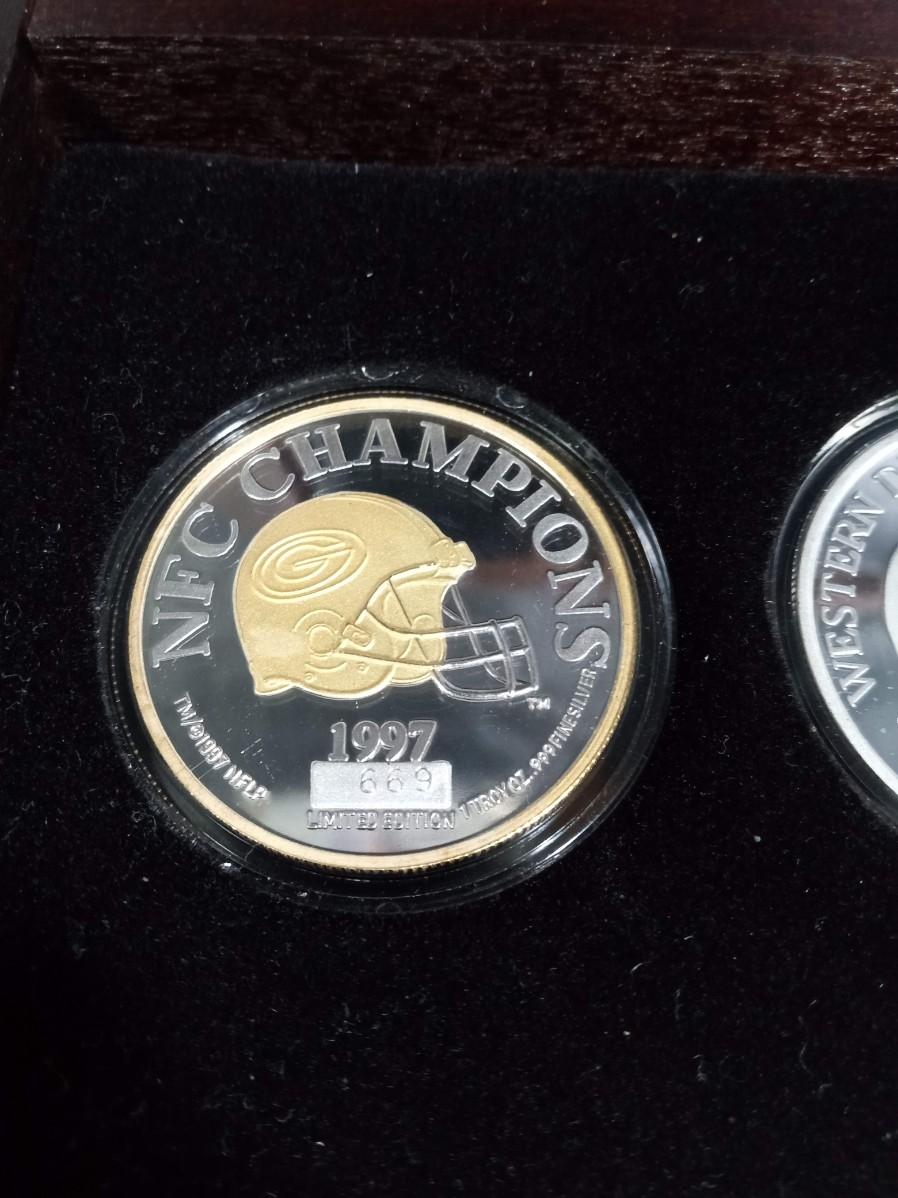 NFC CHAMPIONS
G
TM
1997
669
LIMITED EDITION
TM/©1997 NFLP
1 TROY OZ. .999 FINE SILVER
WESTERN